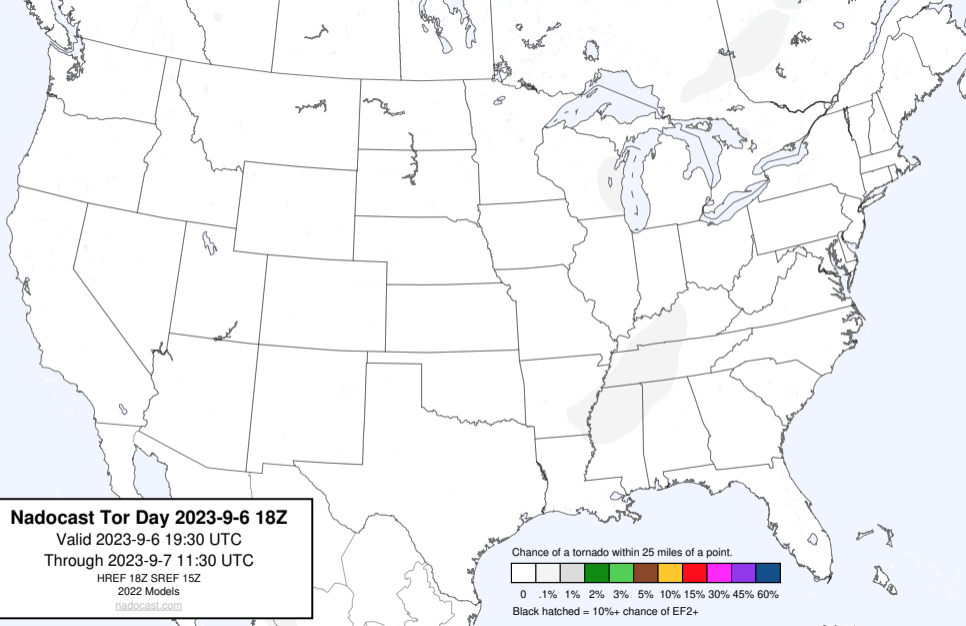 Nadocast Tor Day 2023-9-6 18Z
Valid 2023-9-6 19:30 UTC
Through 2023-9-7 11:30 UTC
HREF 18Z SREF 15Z
2022 Models
nadocast.com
Chance of a tornado within 25 miles of a point.
0 .1% 1% 2% 3% 5% 10% 15% 30% 45% 60%
Black hatched = 10%+ chance of EF2+